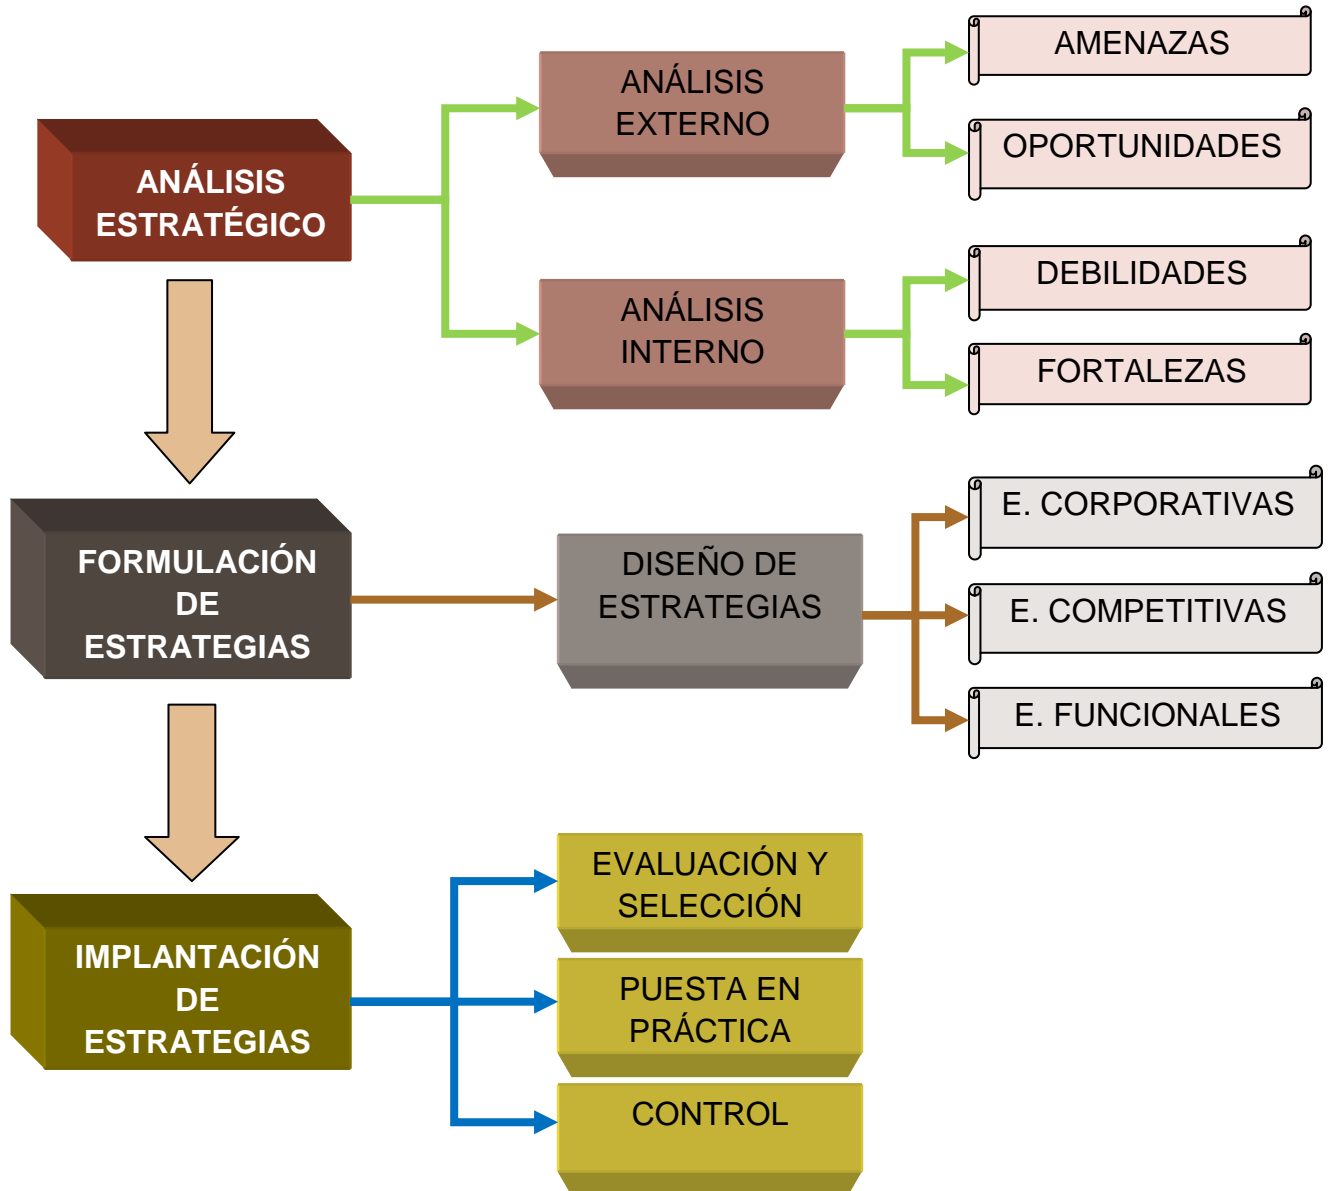 ANÁLISIS
ESTRATÉGICO
ANÁLISIS
EXTERNO
AMENAZAS
OPORTUNIDADES
ANÁLISIS
INTERNO
DEBILIDADES
FORTALEZAS
FORMULACIÓN
DE
ESTRATEGIAS
DISEÑO DE
ESTRATEGIAS
E. CORPORATIVAS
E. COMPETITIVAS
E. FUNCIONALES
IMPLANTACIÓN
DE
ESTRATEGIAS
EVALUACIÓN Y
SELECCIÓN
PUESTA EN
PRÁCTICA
CONTROL